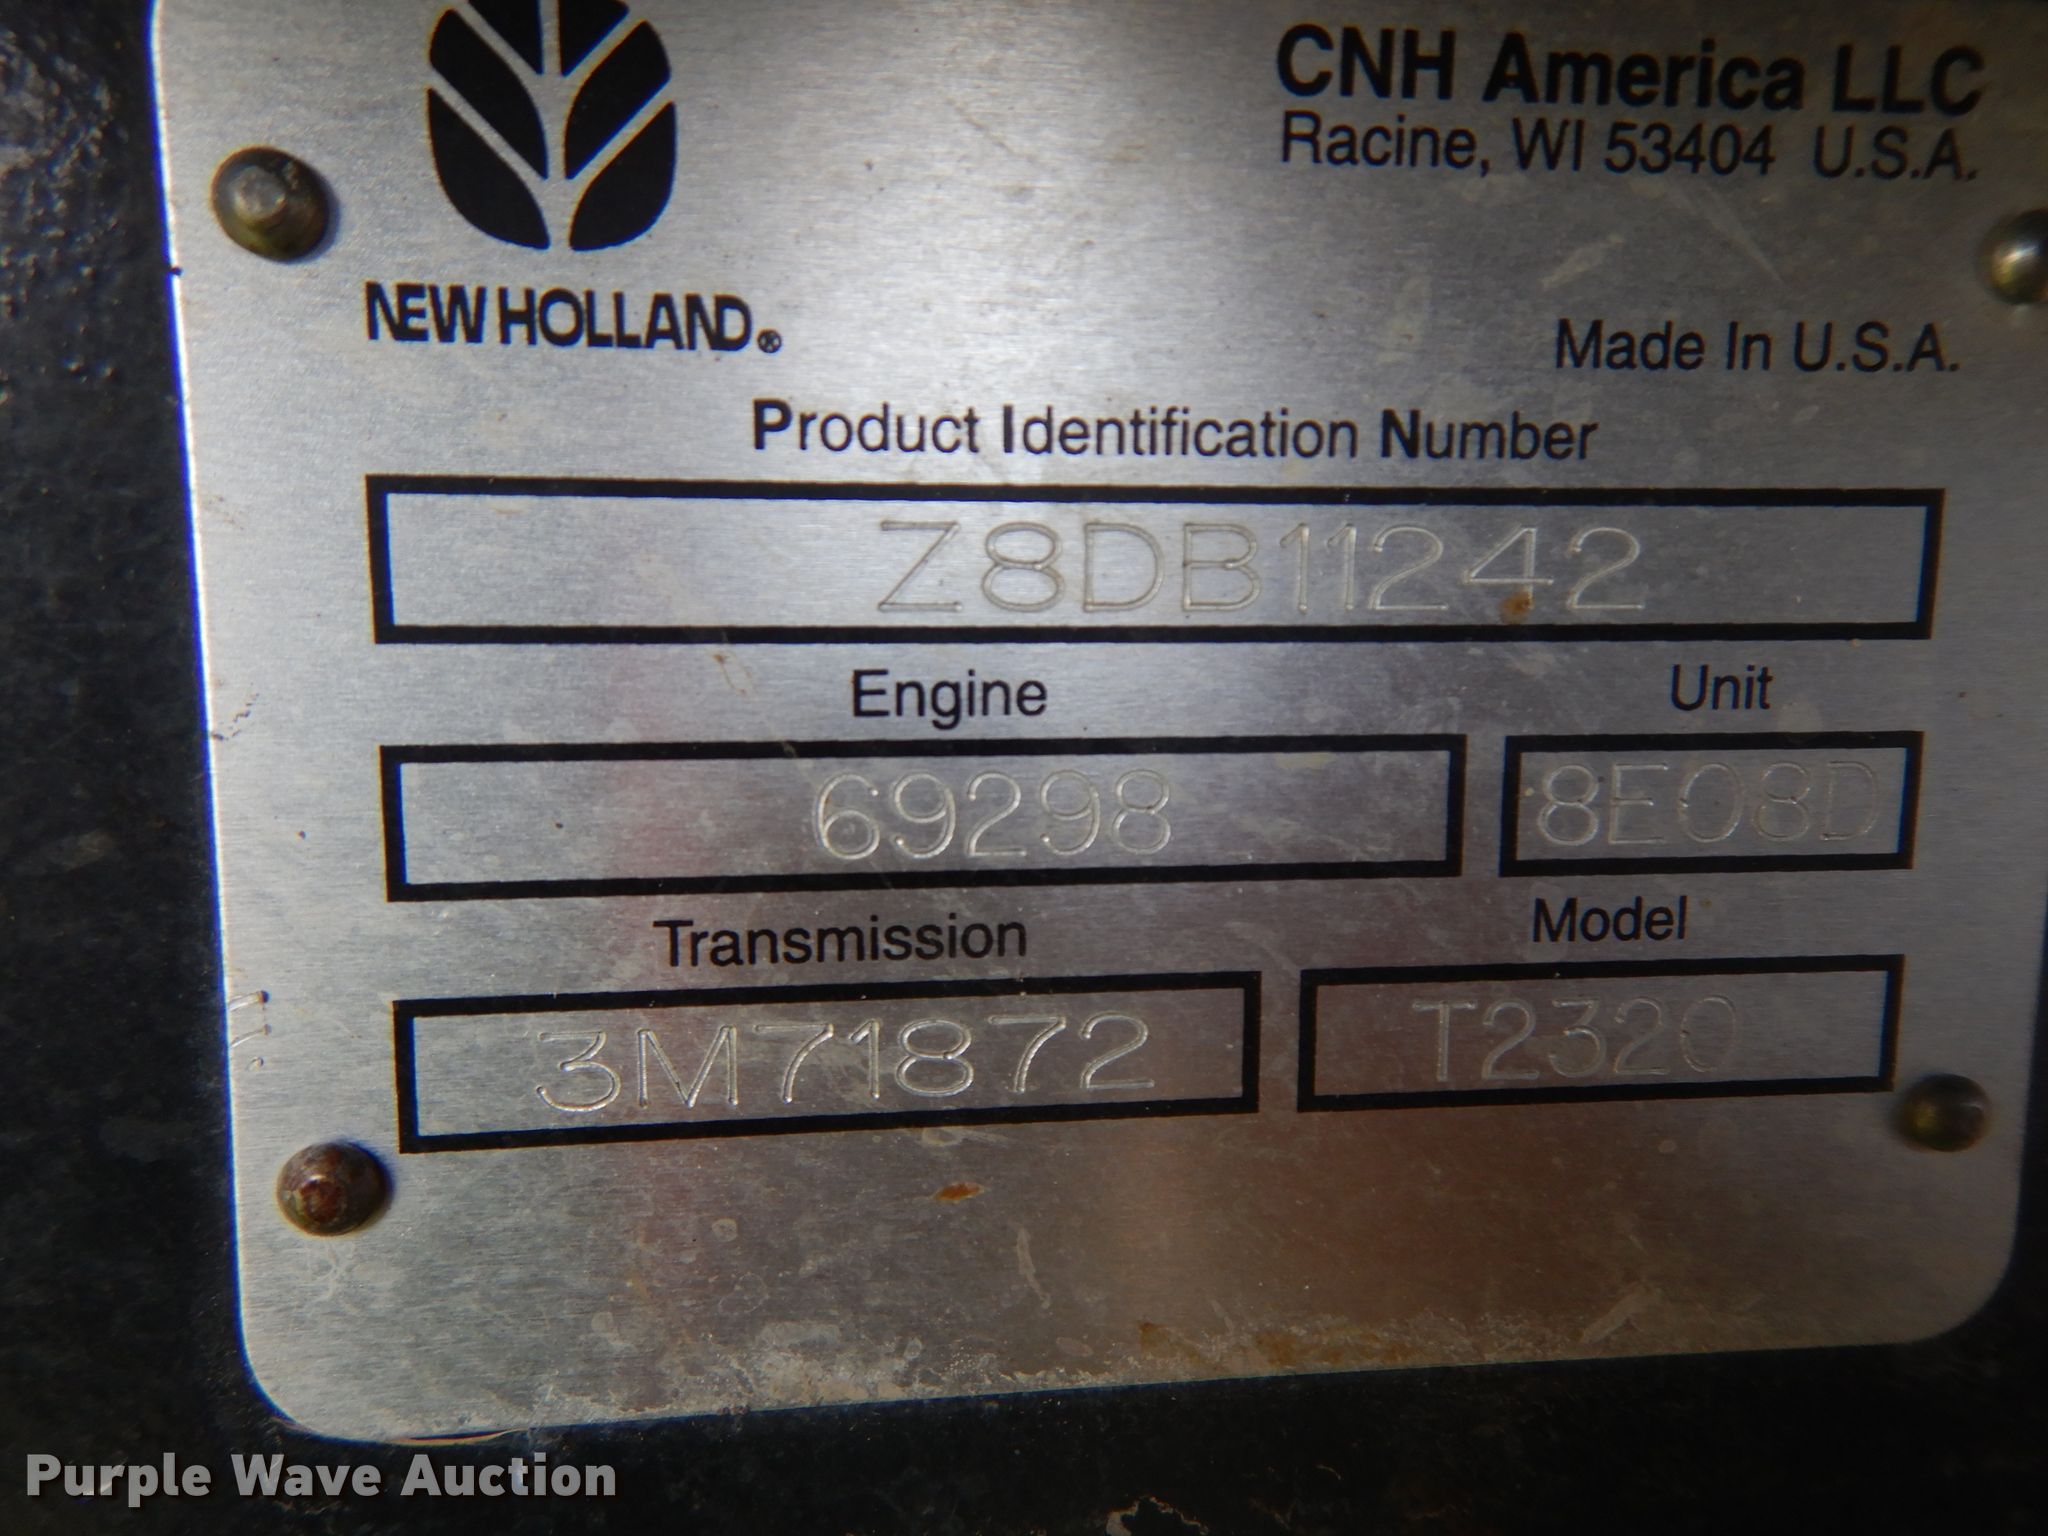 CNH America LLC
Racine, WI 53404 U.S.A.
NEW HOLLAND®
Made In U.S.A.
Product Identification Number
Z8DB11242
Engine Unit
69298 8E08D
Transmission Model
3M71872 T2320
Purple Wave Auction